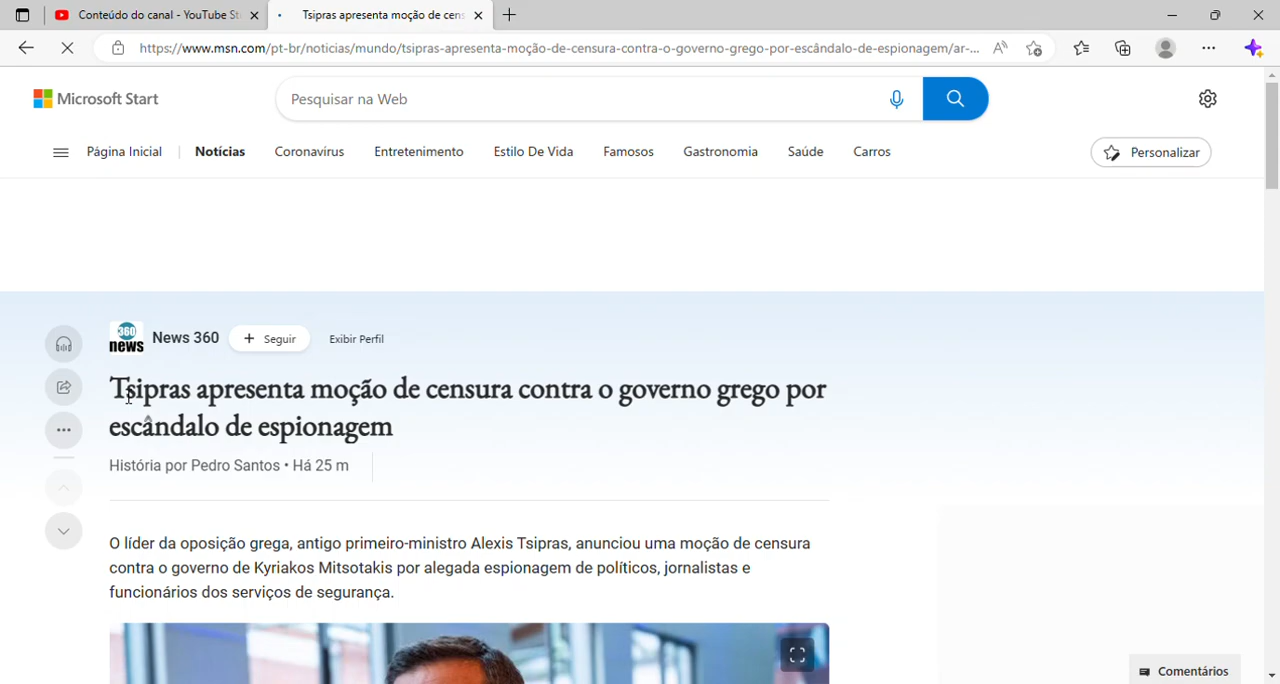 Conteúdo do canal - YouTube St
Tsipras apresenta moção de cens
https://www.msn.com/pt-br/noticias/mundo/tsipras-apresenta-moção-de-censura-contra-o-governo-grego-por-escândalo-de-espionagem/ar-...
Microsoft Start
Pesquisar na Web
Página Inicial
Notícias
Coronavirus
Entretenimento
Estilo De Vida
Famosos
Gastronomia
Saúde
Carros
Personalizar
360
news
News 360
Seguir
Exibir Perfil
Tsipras apresenta moção de censura contra o governo grego por
escândalo de espionagem
História por Pedro Santos • Há 25 m
O líder da oposição grega, antigo primeiro-ministro Alexis Tsipras, anunciou uma moção de censura
contra o governo de Kyriakos Mitsotakis por alegada espionagem de políticos, jornalistas e
funcionários dos serviços de segurança.
Comentários